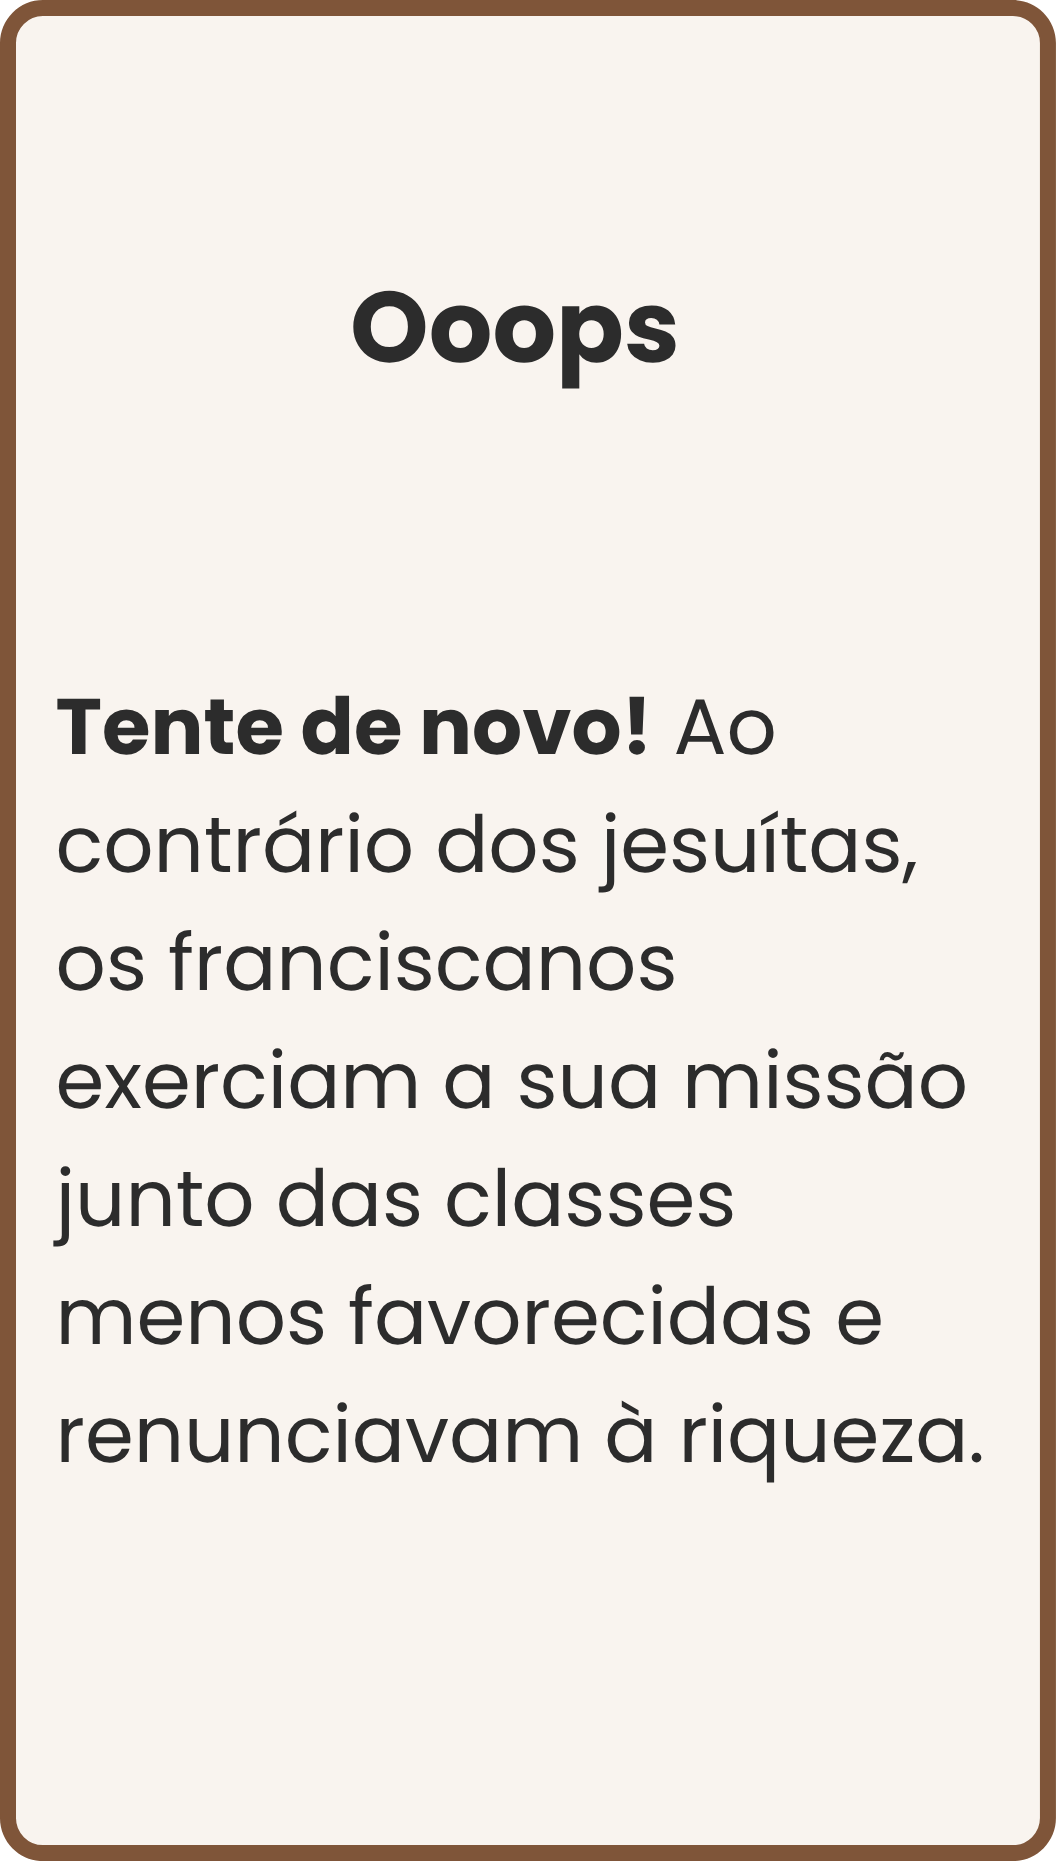 Ooops
Tente de novo! Ao
contrário dos jesuítas,
os franciscanos
exerciam a sua missão
junto das classes
menos favorecidas e
renunciavam à riqueza.